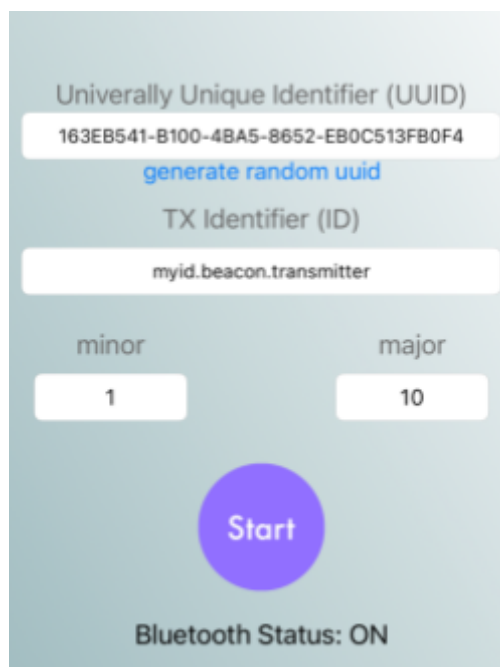 Univerally Unique Identifier (UUID)
163EB541-B100-4BA5-8652-EB0C513FB0F4
generate random uuid
TX Identifier (ID)
myid.beacon.transmitter
minor major
1 10
Start
Bluetooth Status: ON